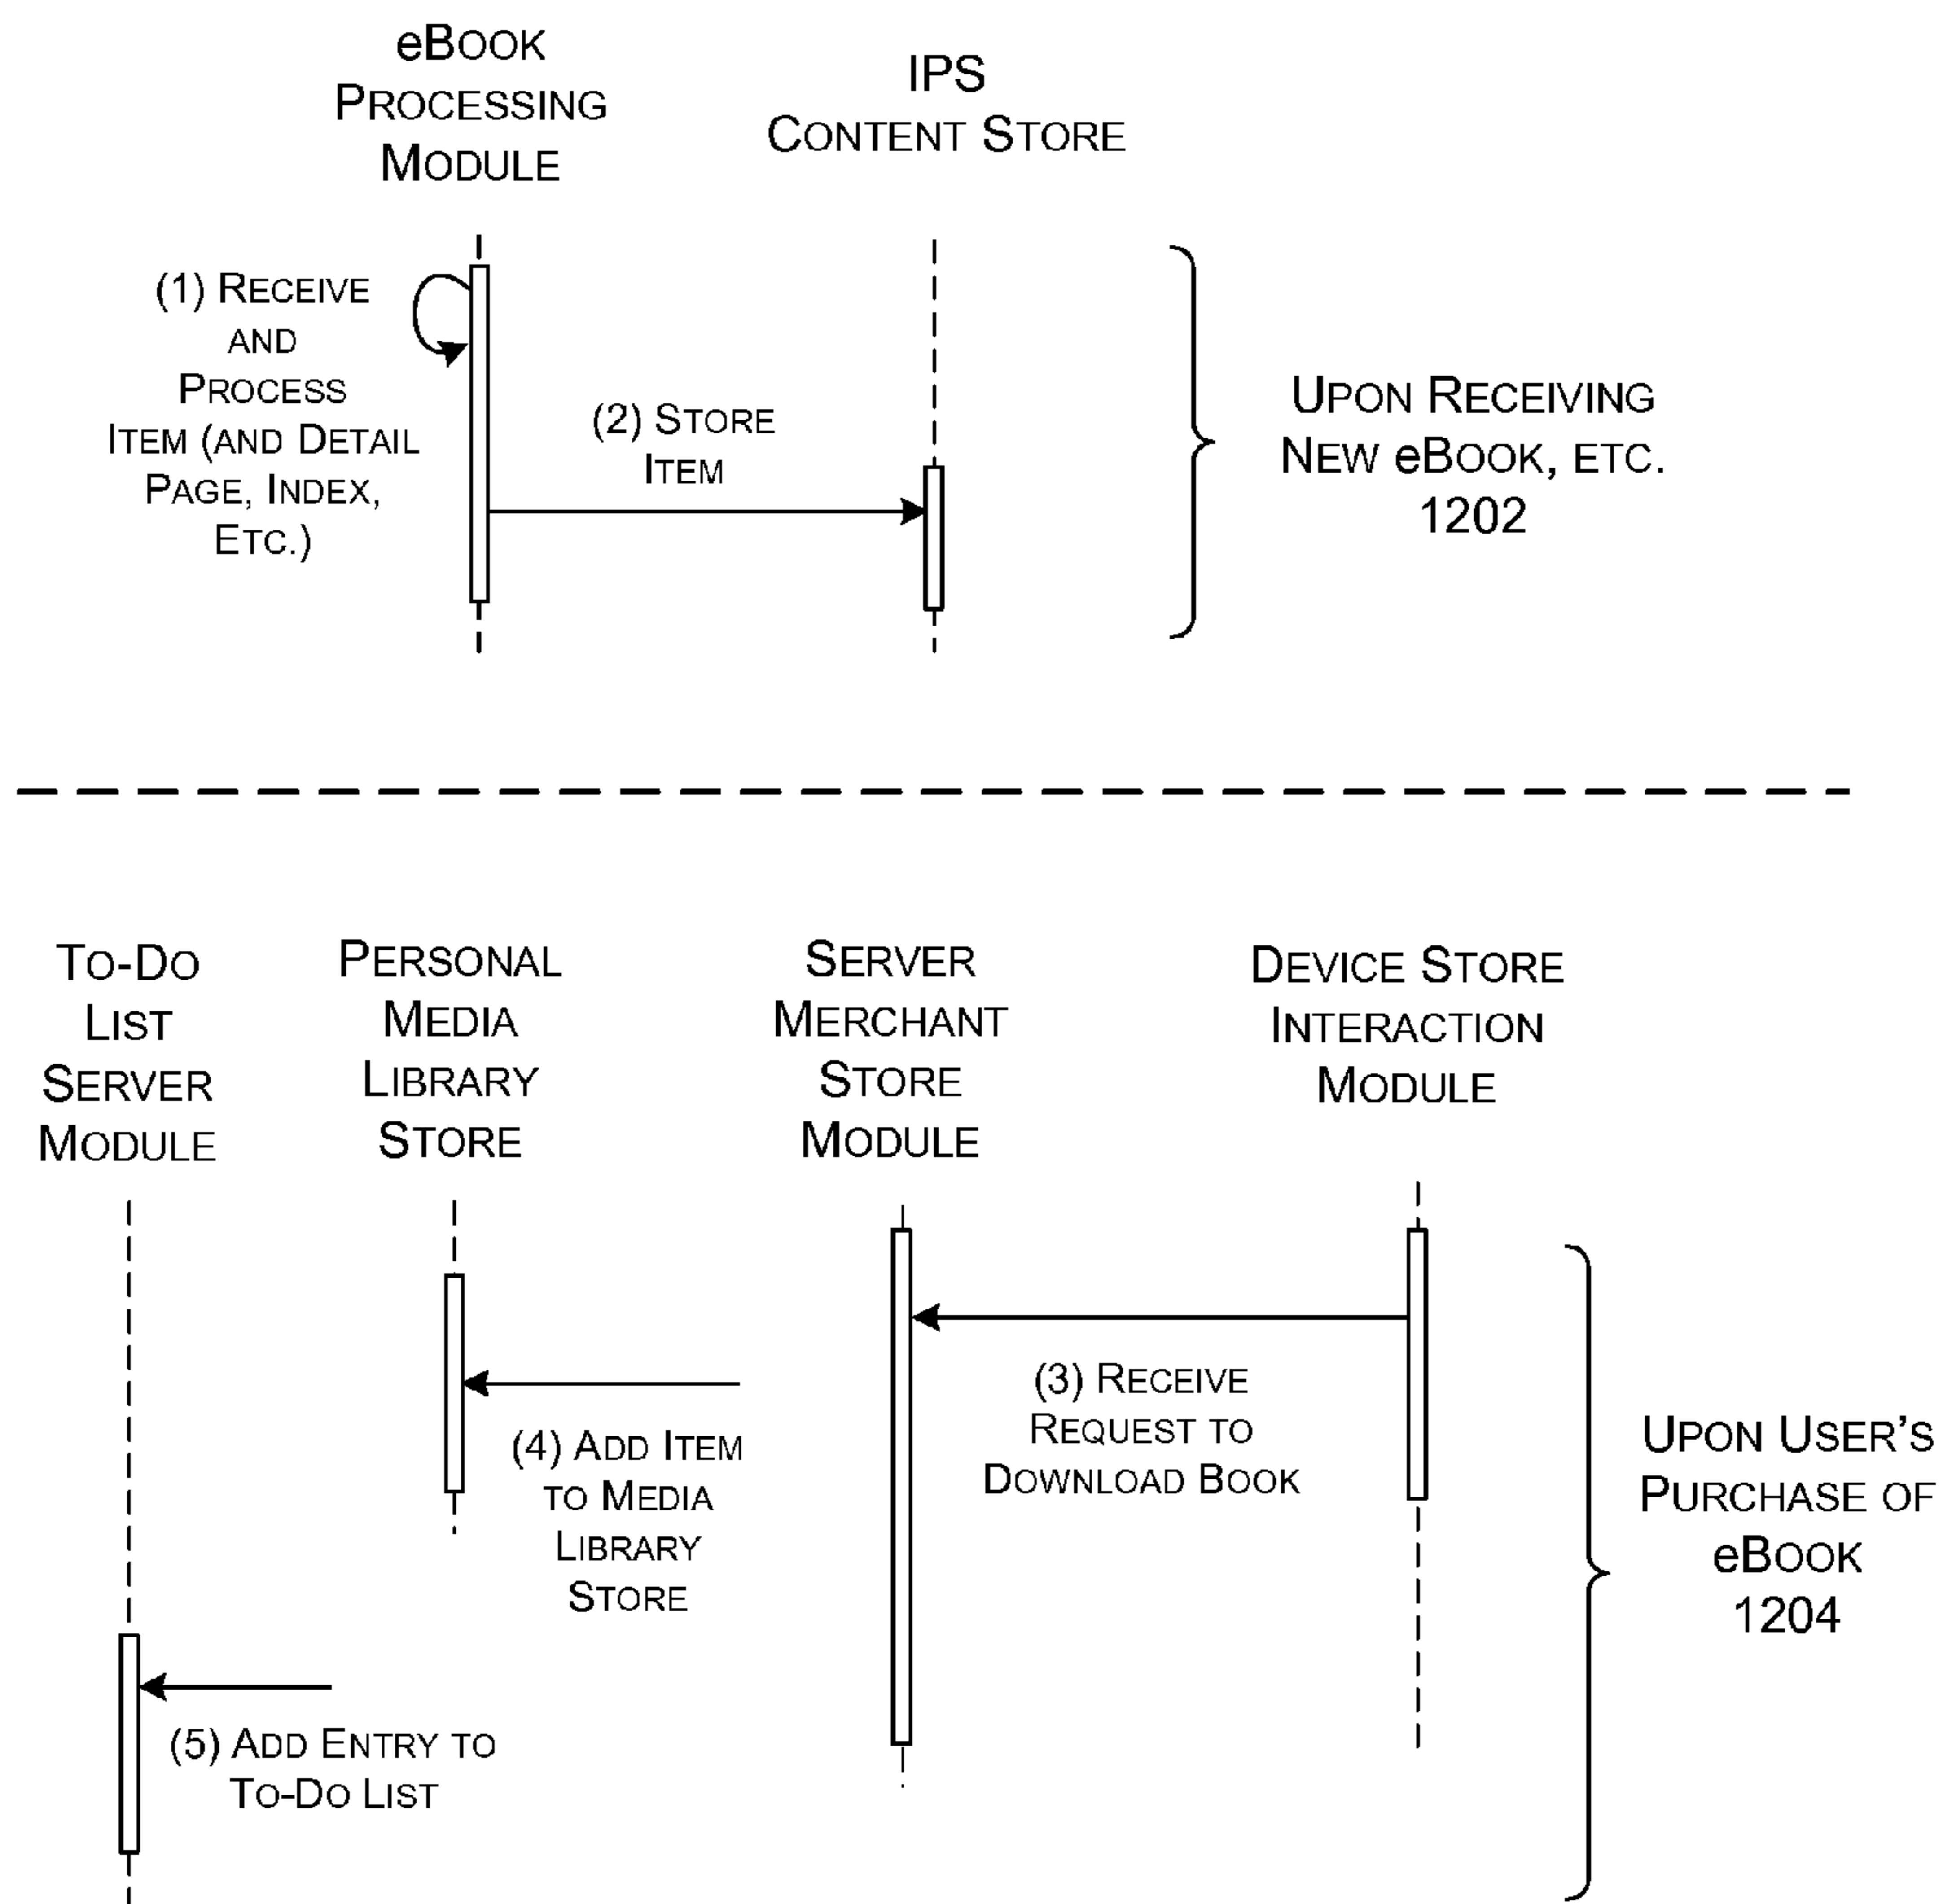 eBOOK
PROCESSING
MODULE
IPS
CONTENT STORE
(1) RECEIVE
AND
PROCESS
ITEM (AND DETAIL
PAGE, INDEX,
ETC.)
(2) STORE
ITEM
UPON RECEIVING
NEW eBOOK, ETC.
1202
TO-DO
LIST
SERVER
MODULE
PERSONAL
MEDIA
LIBRARY
STORE
SERVER
MERCHANT
STORE
MODULE
DEVICE STORE
INTERACTION
MODULE
(3) RECEIVE
REQUEST TO
DOWNLOAD BOOK
(4) ADD ITEM
TO MEDIA
LIBRARY
STORE
(5) ADD ENTRY TO
TO-DO LIST
UPON USER'S
PURCHASE OF
eBOOK
1204